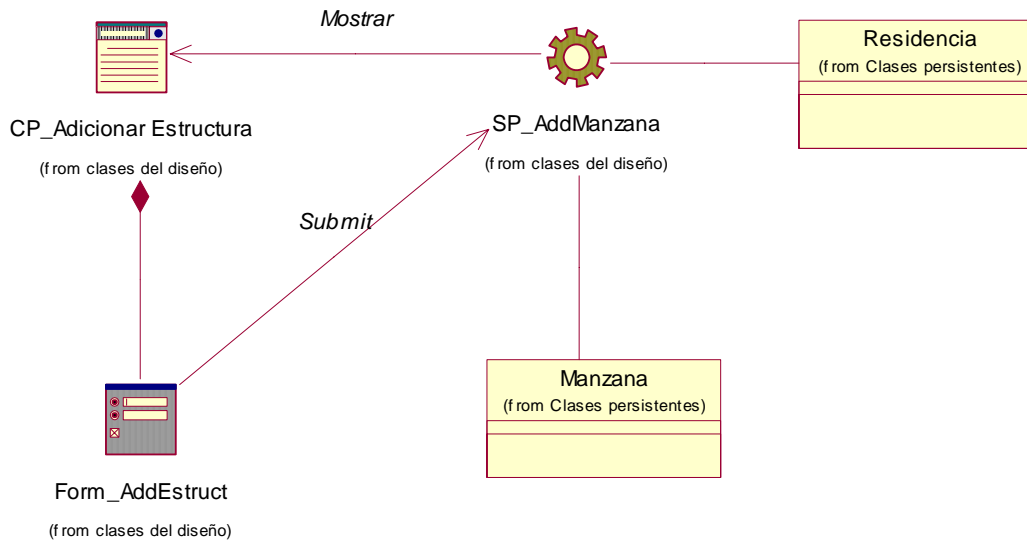 Mostrar
Residencia
(from Clases persistentes)
CP_Adicionar Estructura
(from clases del diseño)
SP_AddManzana
(from clases del diseño)
Submit
Manzana
(from Clases persistentes)
Form_AddEstruct
(from clases del diseño)